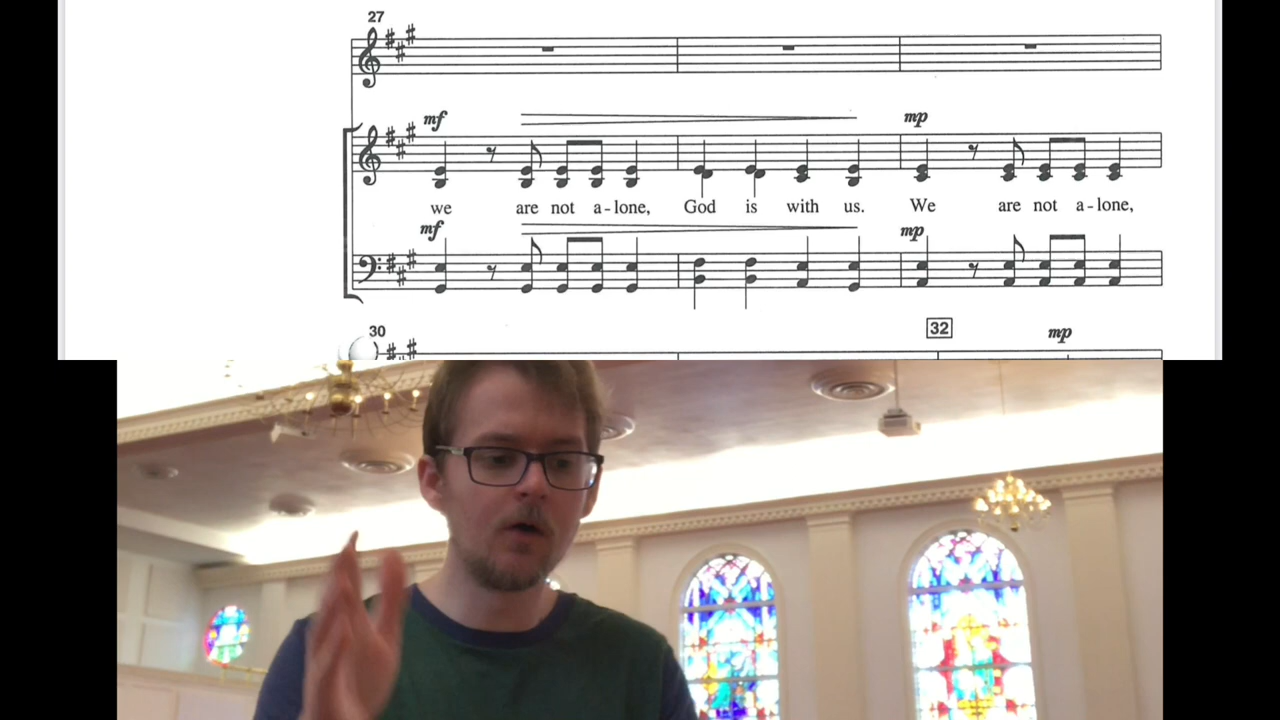 27
mf mp
we are not a - lone, God is with us. We are not a - lone,
mf mp
30 32 mp